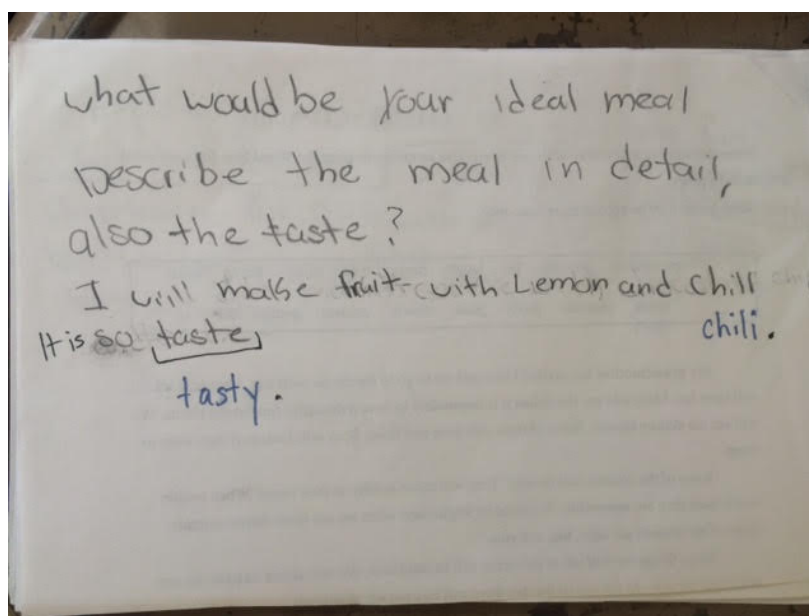 what would be your ideal meal
Describe the meal in detail,
also the taste?
I will make fruit with Lemon and chill
It is so taste
chili.
tasty.